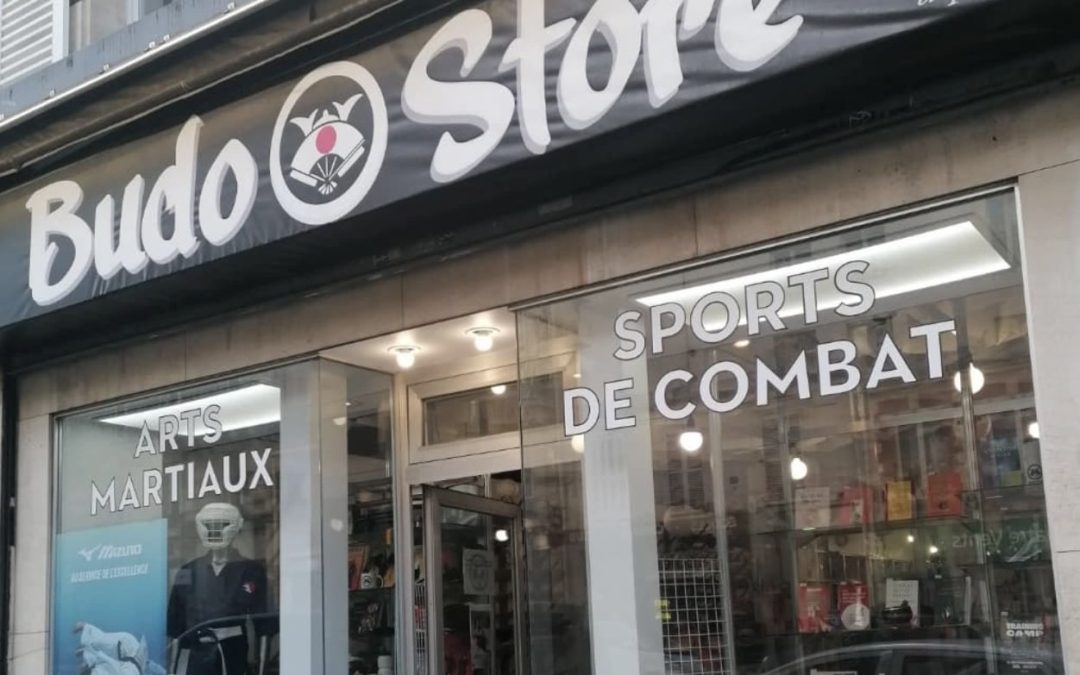 Budo Store
ARTS
MARTIAUX
SPORTS
DE COMBAT
MIZUNO